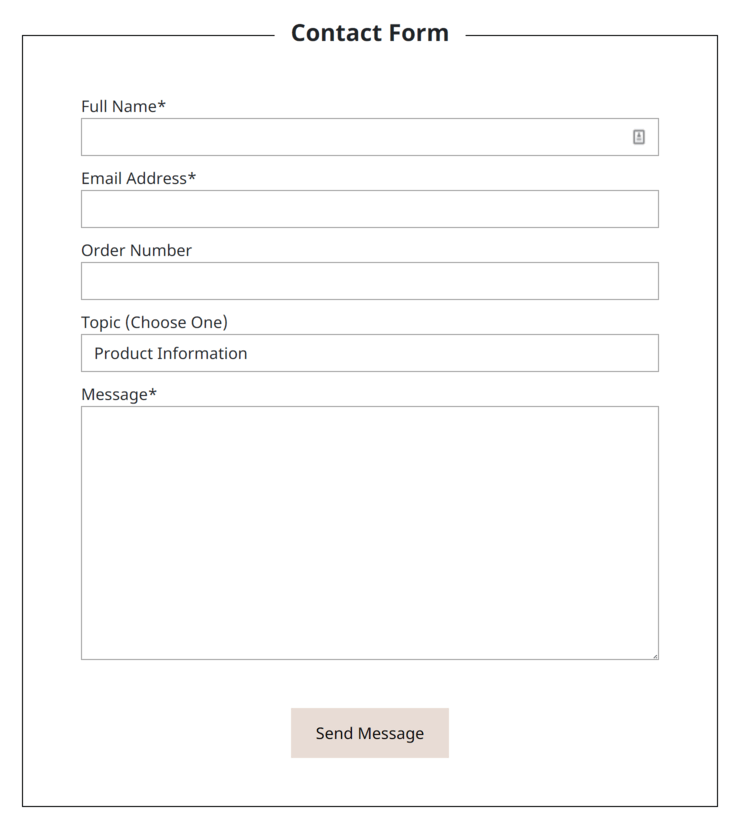 Contact Form
Full Name*
Email Address*
Order Number
Topic (Choose One)
Product Information
Message*
Send Message